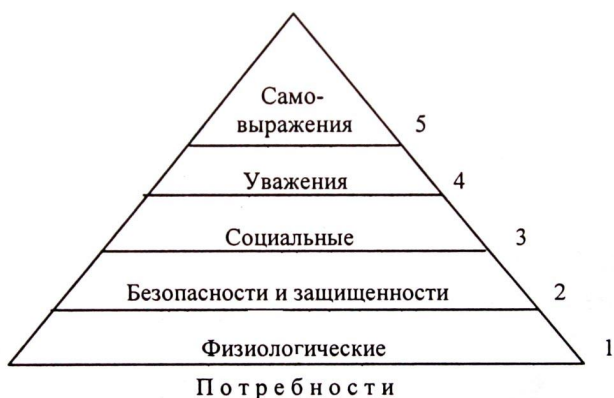 Само-
выражения 5
Уважения 4
Социальные 3
Безопасности и защищенности 2
Физиологические 1
Потребности